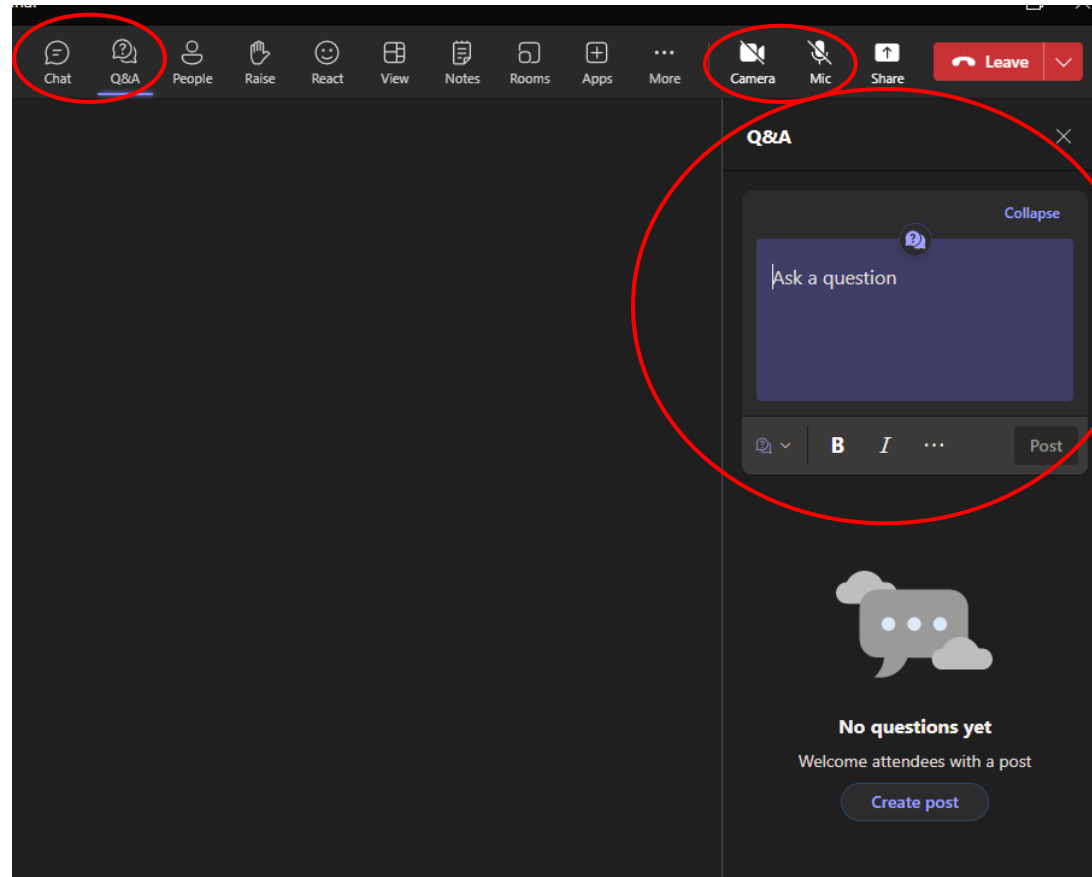 Chat Q&A People Raise React View Notes Rooms Apps More Camera Mic Share Leave
Q&A
Collapse
Ask a question
B I ... Post
No questions yet
Welcome attendees with a post
Create post